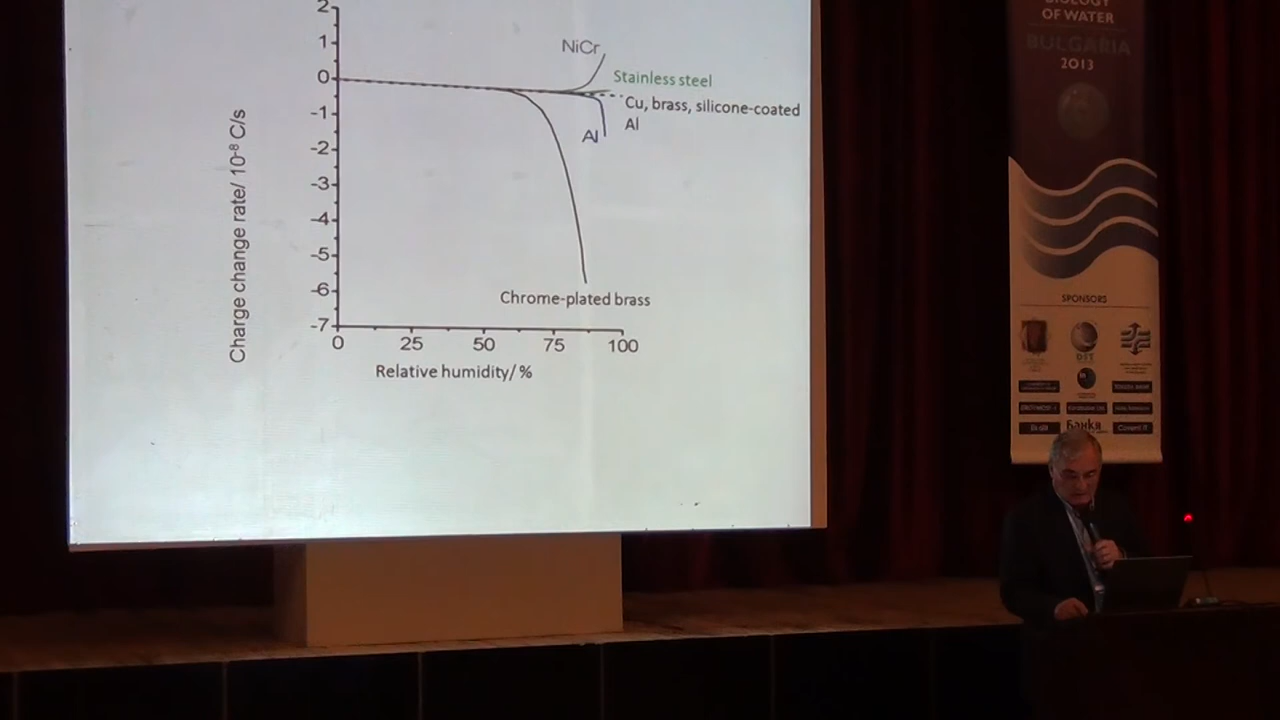 2
1
0
-1
-2
-3
-4
-5
-6
-7
Charge change rate/ 10⁻⁸ C/s
0
25
50
75
100
Relative humidity/ %
NiCr
Stainless steel
Cu, brass, silicone-coated
Al
Al
Chrome-plated brass
BIOLOGY
OF WATER
BULGARIA
2013
SPONSORS
Банкя